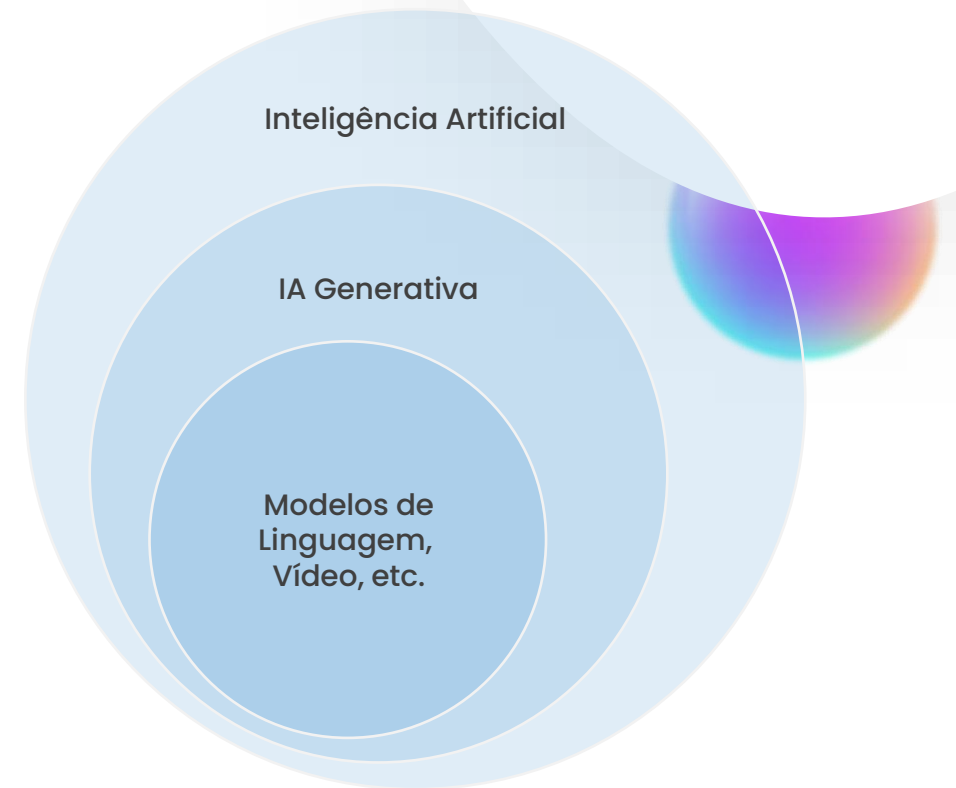 Inteligência Artificial
IA Generativa
Modelos de
Linguagem,
Vídeo, etc.